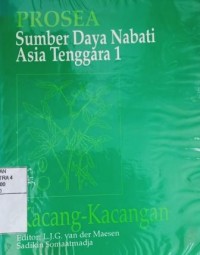 PROSEA
Sumber Daya Nabati
Asia Tenggara 1
Kacang-Kacangan
Editor: L.J.G. van der Maesen
Sadikin Somaatmadja